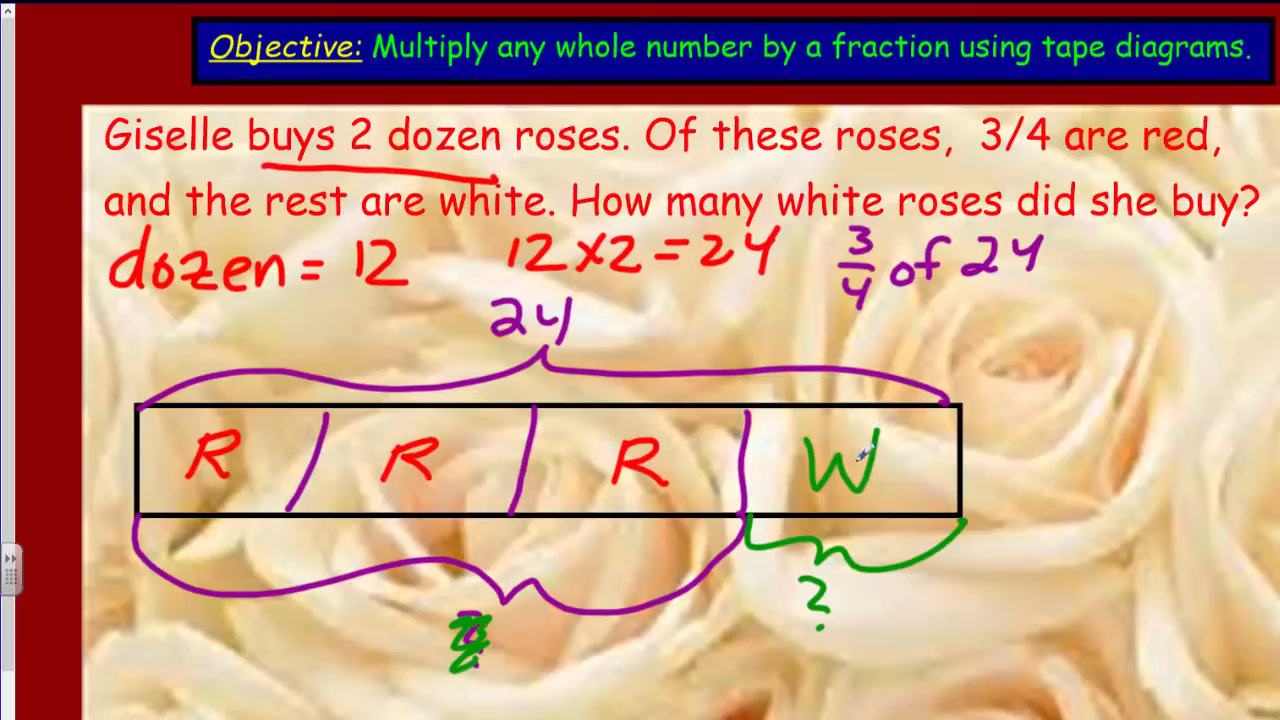 Objective: Multiply any whole number by a fraction using tape diagrams.
Giselle buys 2 dozen roses. Of these roses, 3/4 are red,
and the rest are white. How many white roses did she buy?
dozen = 12 12 x 2 = 24 3/4 of 24
24
R R R W
?